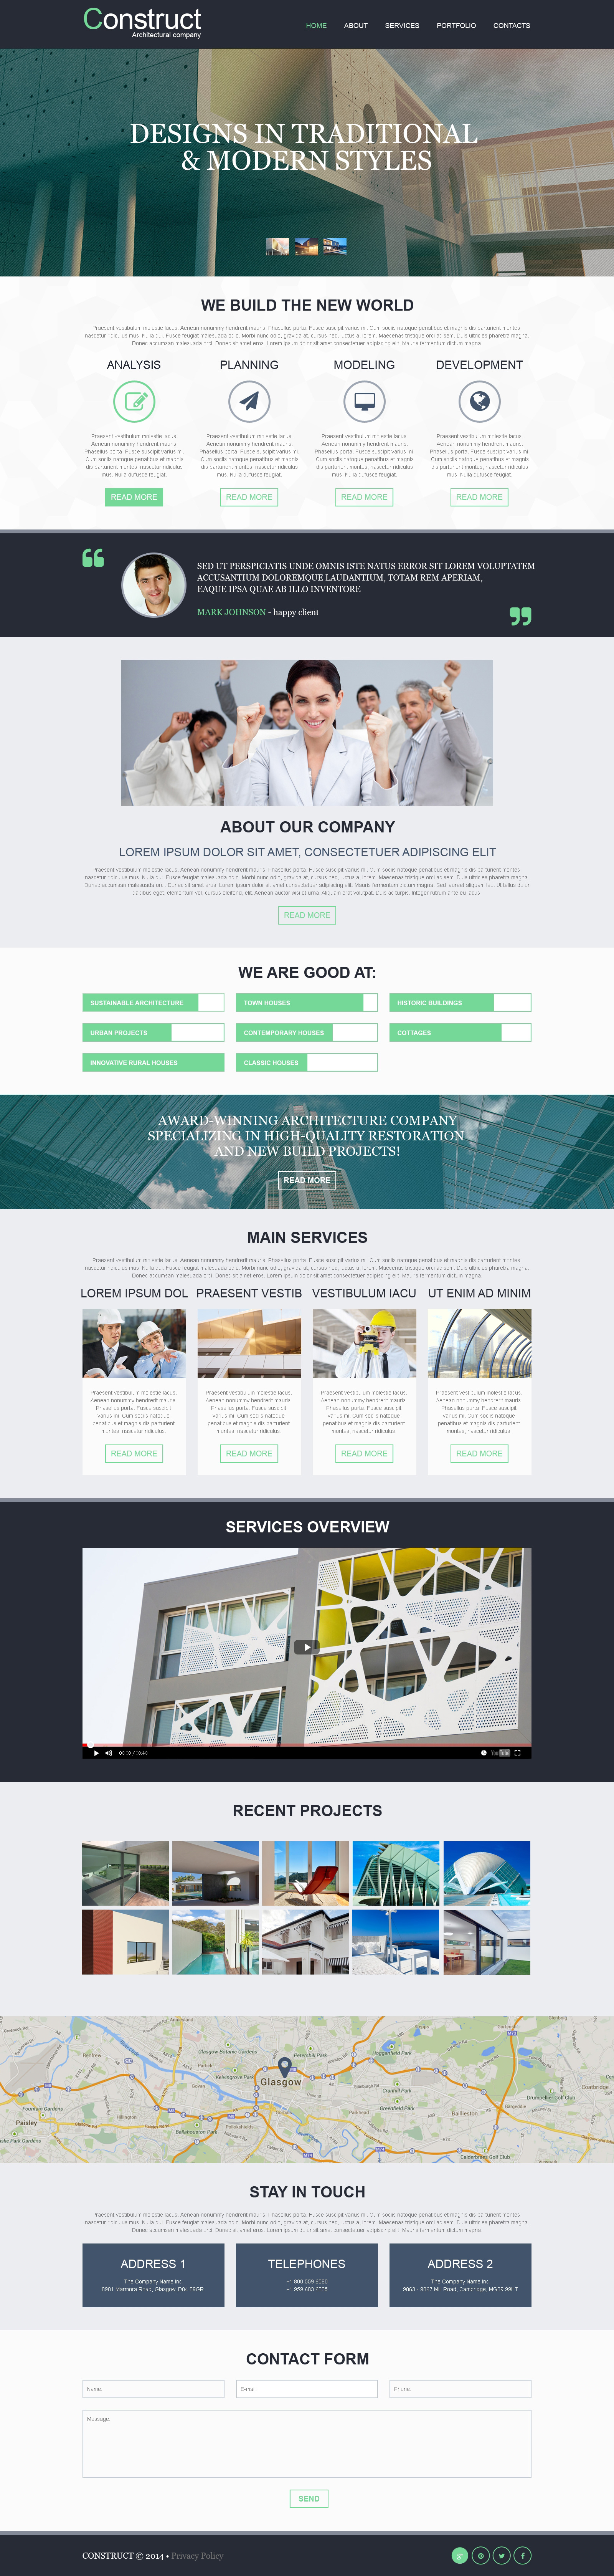 Construct
Architectural company
HOME ABOUT SERVICES PORTFOLIO CONTACTS
DESIGNS IN TRADITIONAL
& MODERN STYLES
WE BUILD THE NEW WORLD
Praesent vestibulum molestie lacus. Aenean nonummy hendrerit mauris. Phasellus porta. Fusce suscipit varius mi. Cum sociis natoque penatibus et magnis dis parturient montes,
nascetur ridiculus mus. Nulla dui. Fusce feugiat malesuada odio. Morbi nunc odio, gravida at, cursus nec, luctus a, lorem. Maecenas tristique orci ac sem. Duis ultricies pharetra magna.
Donec accumsan malesuada orci. Donec sit amet eros. Lorem ipsum dolor sit amet consectetuer adipiscing elit. Mauris fermentum dictum magna.
ANALYSIS
Praesent vestibulum molestie lacus.
Aenean nonummy hendrerit mauris.
Phasellus porta. Fusce suscipit varius mi.
Cum sociis natoque penatibus et magnis
dis parturient montes, nascetur ridiculus
mus. Nulla dufeuce feugiat.
READ MORE
PLANNING
Praesent vestibulum molestie lacus.
Aenean nonummy hendrerit mauris.
Phasellus porta. Fusce suscipit varius mi.
Cum sociis natoque penatibus et magnis
dis parturient montes, nascetur ridiculus
mus. Nulla dufeuce feugiat.
READ MORE
MODELING
Praesent vestibulum molestie lacus.
Aenean nonummy hendrerit mauris.
Phasellus porta. Fusce suscipit varius mi.
Cum sociis natoque penatibus et magnis
dis parturient montes, nascetur ridiculus
mus. Nulla dufeuce feugiat.
READ MORE
DEVELOPMENT
Praesent vestibulum molestie lacus.
Aenean nonummy hendrerit mauris.
Phasellus porta. Fusce suscipit varius mi.
Cum sociis natoque penatibus et magnis
dis parturient montes, nascetur ridiculus
mus. Nulla dufeuce feugiat.
READ MORE
SED UT PERSPICIATIS UNDE OMNIS ISTE NATUS ERROR SIT LOREM VOLUPTATEM
ACCUSANTIUM DOLOREMQUE LAUDANTIUM, TOTAM REM APERIAM,
EAQUE IPSA QUAE AB ILLO INVENTORE
MARK JOHNSON - happy client
ABOUT OUR COMPANY
LOREM IPSUM DOLOR SIT AMET, CONSECTETUER ADIPISCING ELIT
Praesent vestibulum molestie lacus. Aenean nonummy hendrerit mauris. Phasellus porta. Fusce suscipit varius mi. Cum sociis natoque penatibus et magnis dis parturient montes,
nascetur ridiculus mus. Nulla dui. Fusce feugiat malesuada odio. Morbi nunc odio, gravida at, cursus nec, luctus a, lorem. Maecenas tristique orci ac sem. Duis ultricies pharetra magna.
Donec accumsan malesuada orci. Donec sit amet eros. Lorem ipsum dolor sit amet consectetuer adipiscing elit. Mauris fermentum dictum magna. Sed laoreet aliquam leo. Ut tellus dolor
dapibus eget, elementum vel, cursus eleifend, elit. Aenean auctor wisi et urna. Aliquam erat volutpat. Duis ac turpis. Integer rutrum ante eu lacus
READ MORE
WE ARE GOOD AT:
SUSTAINABLE ARCHITECTURE
TOWN HOUSES
HISTORIC BUILDINGS
URBAN PROJECTS
CONTEMPORARY HOUSES
COTTAGES
INNOVATIVE RURAL HOUSES
CLASSIC HOUSES
AWARD-WINNING ARCHITECTURE COMPANY
SPECIALIZING IN HIGH-QUALITY RESTORATION
AND NEW BUILD PROJECTS!
READ MORE
MAIN SERVICES
Praesent vestibulum molestie lacus. Aenean nonummy hendrerit mauris. Phasellus porta. Fusce suscipit varius mi. Cum sociis natoque penatibus et magnis dis parturient montes,
nascetur ridiculus mus. Nulla dui. Fusce feugiat malesuada odio. Morbi nunc odio, gravida at, cursus nec, luctus a, lorem. Maecenas tristique orci ac sem. Duis ultricies pharetra magna.
Donec accumsan malesuada orci. Donec sit amet eros. Lorem ipsum dolor sit amet consectetuer adipiscing elit. Mauris fermentum dictum magna.
LOREM IPSUM DOL
Praesent vestibulum molestie lacus.
Aenean nonummy hendrerit mauris.
Phasellus porta. Fusce suscipit
varius mi. Cum sociis natoque
penatibus et magnis dis parturient
montes, nascetur ridiculus.
READ MORE
PRAESENT VESTIB
Praesent vestibulum molestie lacus.
Aenean nonummy hendrerit mauris.
Phasellus porta. Fusce suscipit
varius mi. Cum sociis natoque
penatibus et magnis dis parturient
montes, nascetur ridiculus.
READ MORE
VESTIBULUM IACU
Praesent vestibulum molestie lacus.
Aenean nonummy hendrerit mauris.
Phasellus porta. Fusce suscipit
varius mi. Cum sociis natoque
penatibus et magnis dis parturient
montes, nascetur ridiculus.
READ MORE
UT ENIM AD MINIM
Praesent vestibulum molestie lacus.
Aenean nonummy hendrerit mauris.
Phasellus porta. Fusce suscipit
varius mi. Cum sociis natoque
penatibus et magnis dis parturient
montes, nascetur ridiculus.
READ MORE
SERVICES OVERVIEW
00:00 / 00:40
YouTube
RECENT PROJECTS
Glasgow Botanic Gardens
Kelvingrove Park
Petershill Park
Hogganfield Park
Glasgow
Cranhill Park
Greenfield Park
Bellahouston Park
Paisley
Baillieston
Coatbridge
Drumpellier Golf Club
Calderbraes Golf Club
STAY IN TOUCH
Praesent vestibulum molestie lacus. Aenean nonummy hendrerit mauris. Phasellus porta. Fusce suscipit varius mi. Cum sociis natoque penatibus et magnis dis parturient montes,
nascetur ridiculus mus. Nulla dui. Fusce feugiat malesuada odio. Morbi nunc odio, gravida at, cursus nec, luctus a, lorem. Maecenas tristique orci ac sem. Duis ultricies pharetra magna.
Donec accumsan malesuada orci. Donec sit amet eros. Lorem ipsum dolor sit amet consectetuer adipiscing elit. Mauris fermentum dictum magna.
ADDRESS 1
The Company Name Inc.
8901 Marmora Road, Glasgow, D04 89GR.
TELEPHONES
+1 800 559 6580
+1 959 603 6035
ADDRESS 2
The Company Name Inc.
9863 - 9867 Mill Road, Cambridge, MG09 99HT
CONTACT FORM
Name:
E-mail:
Phone:
Message:
SEND
CONSTRUCT © 2014 • Privacy Policy